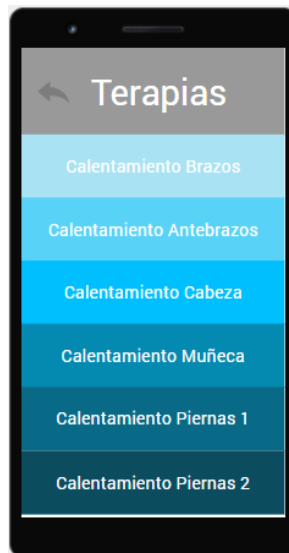 Terapias
Calentamiento Brazos
Calentamiento Antebrazos
Calentamiento Cabeza
Calentamiento Muñeca
Calentamiento Piernas 1
Calentamiento Piernas 2